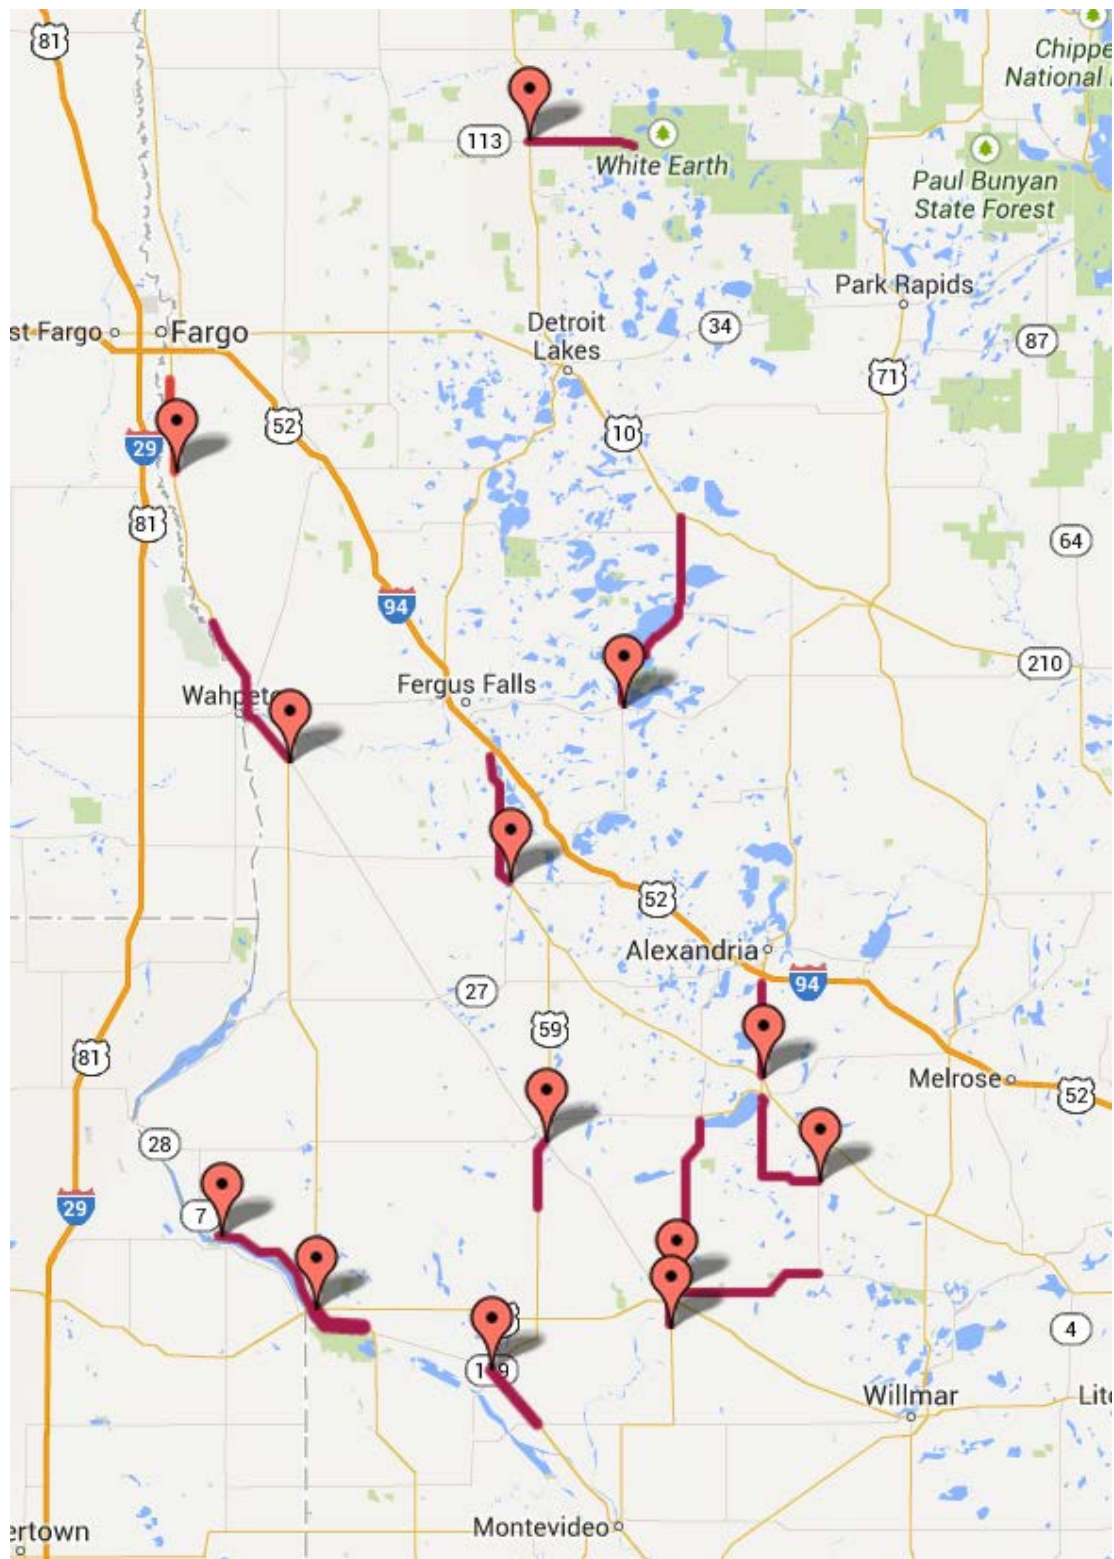 81
Chippe
National
113
White Earth
Paul Bunyan
State Forest
Park Rapids
st Fargo
Fargo
Detroit
Lakes
34
87
71
52
10
29
81
64
94
210
Fergus Falls
Wahpet
52
Alexandria
94
27
59
81
Melrose
52
28
7
29
4
Willmar
Lit
Montevideo
ertown